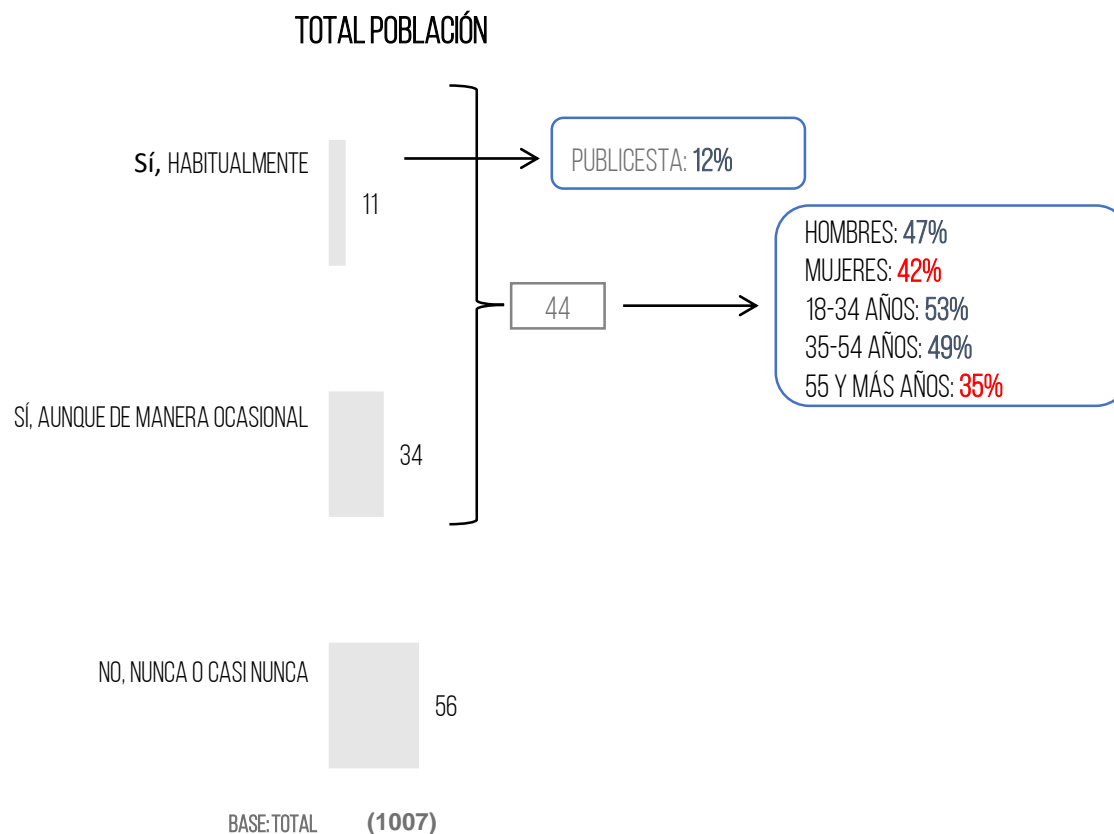 TOTAL POBLACIÓN
Sí, HABITUALMENTE
11
PUBLICESTA: 12%
HOMBRES: 47%
MUJERES: 42%
18-34 AÑOS: 53%
35-54 AÑOS: 49%
55 Y MÁS AÑOS: 35%
44
SÍ, AUNQUE DE MANERA OCASIONAL
34
NO, NUNCA O CASI NUNCA
56
BASE: TOTAL (1007)